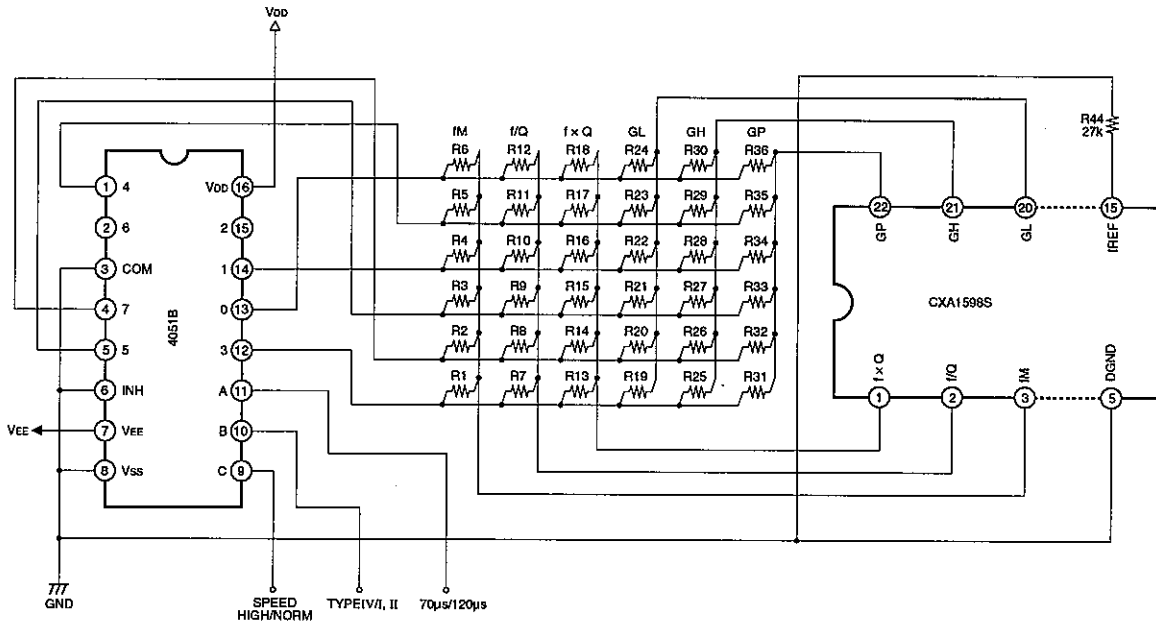 VDD
fM f/Q f × Q GL GH GP
R6 R12 R18 R24 R30 R36
R5 R11 R17 R23 R29 R35
R4 R10 R16 R22 R28 R34
R3 R9 R15 R21 R27 R33
R2 R8 R14 R20 R26 R32
R1 R7 R13 R19 R25 R31
R44
27k
1 4
2 6
3 COM
4 7
5 5
6 INH
VEE 7 VEE
8 VSS
4051B
VDD 16
2 15
1 14
0 13
3 12
A 11
B 10
C 9
22 21 20 15
GP GH GL IREF
CXA1598S
f × Q f/Q fM DGND
1 2 3 5
GND
SPEED
HIGH/NORM
TYPEIV/I, II
70µs/120µs